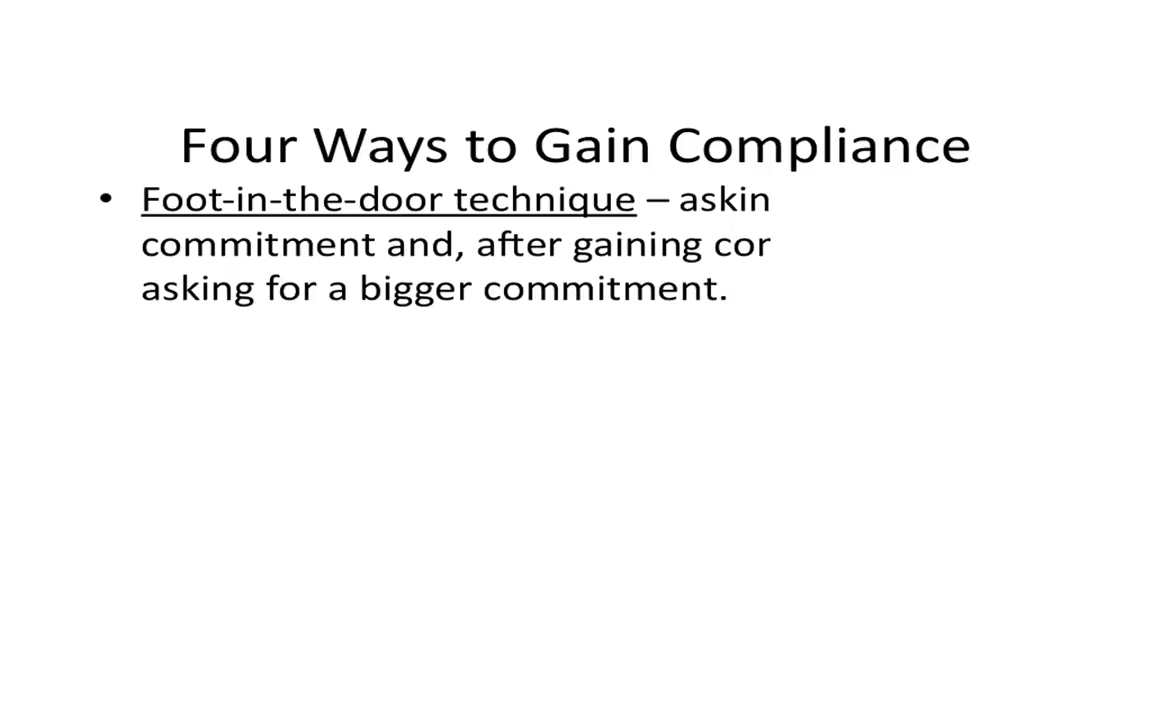 Four Ways to Gain Compliance
• Foot-in-the-door technique – askin
commitment and, after gaining cor
asking for a bigger commitment.